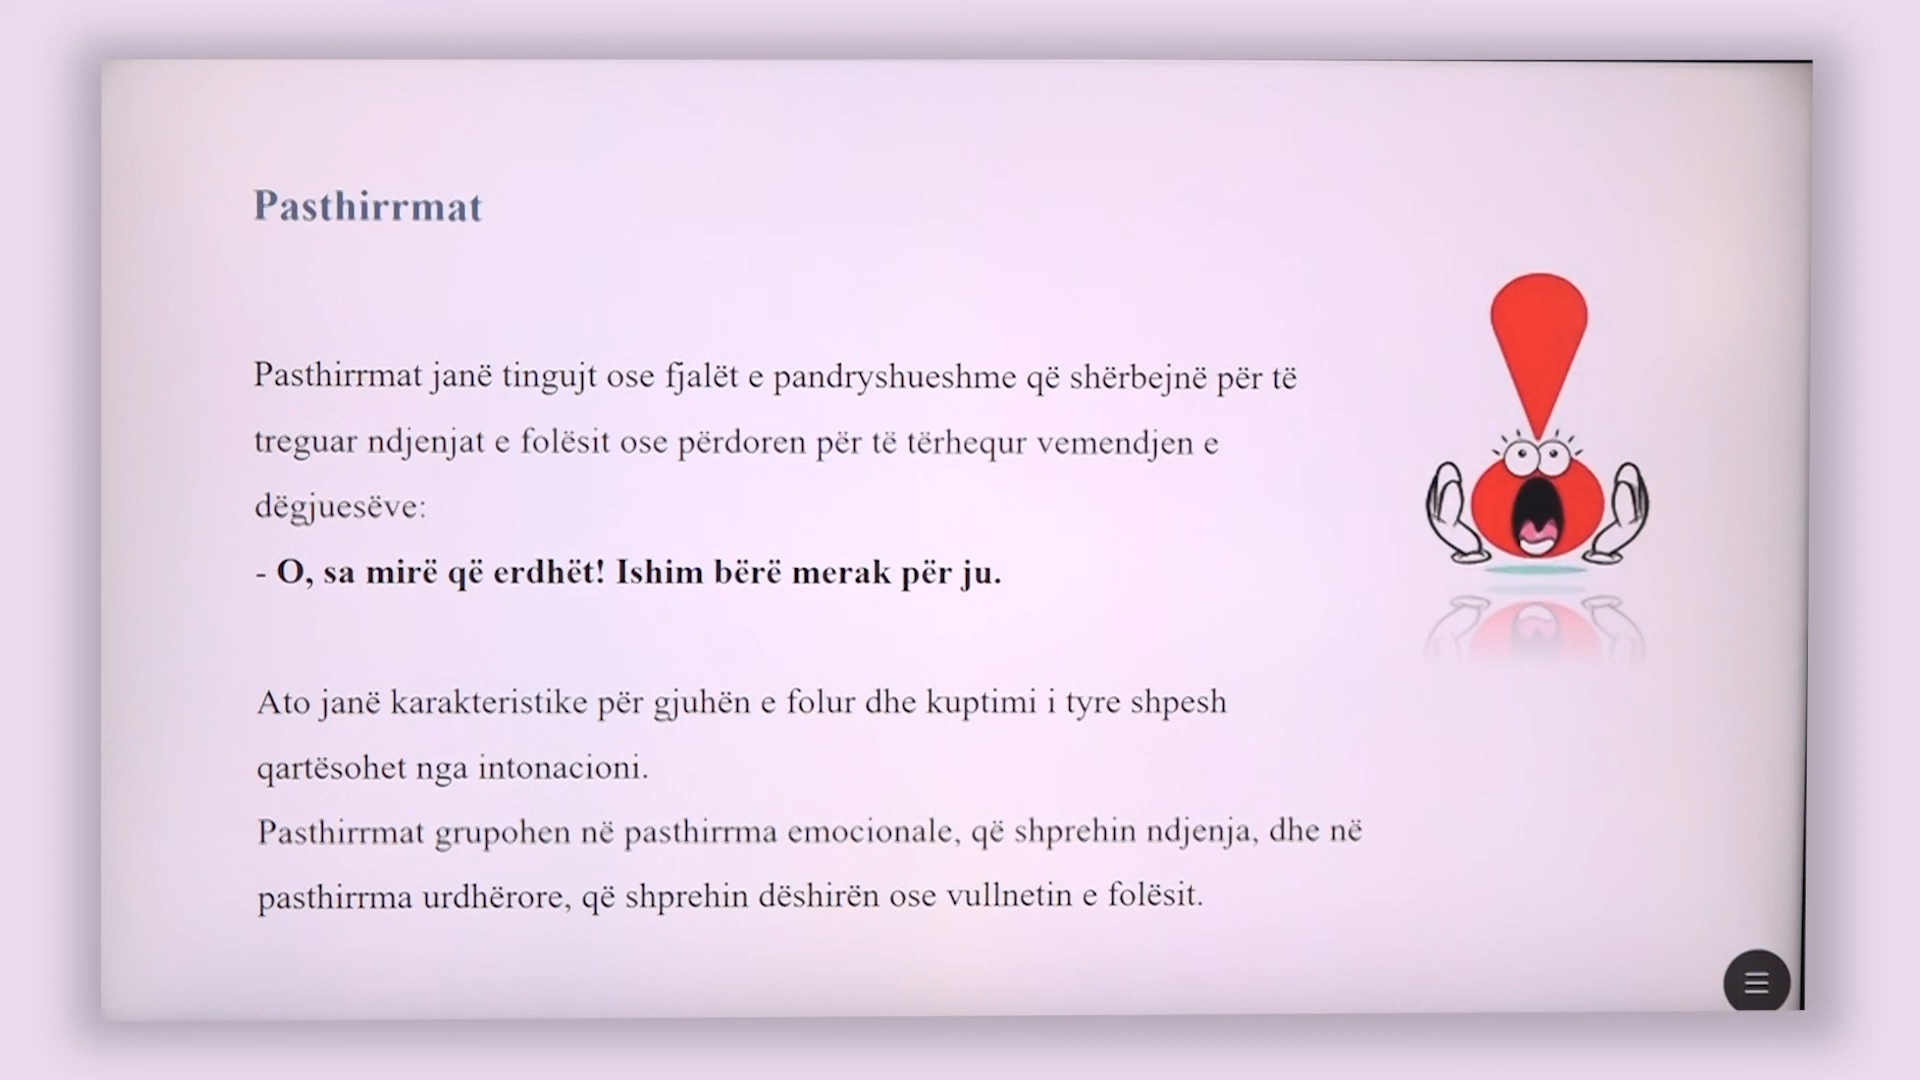 Pasthirrmat
Pasthirrmat janë tingujt ose fjalët e pandryshueshme që shërbejnë për të
treguar ndjenjat e folësit ose përdoren për të tërhequr vemendjen e
dëgjuesëve:
- O, sa mirë që erdhët! Ishim bërë merak për ju.
Ato janë karakteristike për gjuhën e folur dhe kuptimi i tyre shpesh
qartësohet nga intonacioni.
Pasthirrmat grupohen në pasthirrma emocionale, që shprehin ndjenja, dhe në
pasthirrma urdhërore, që shprehin dëshirën ose vullnetin e folësit.